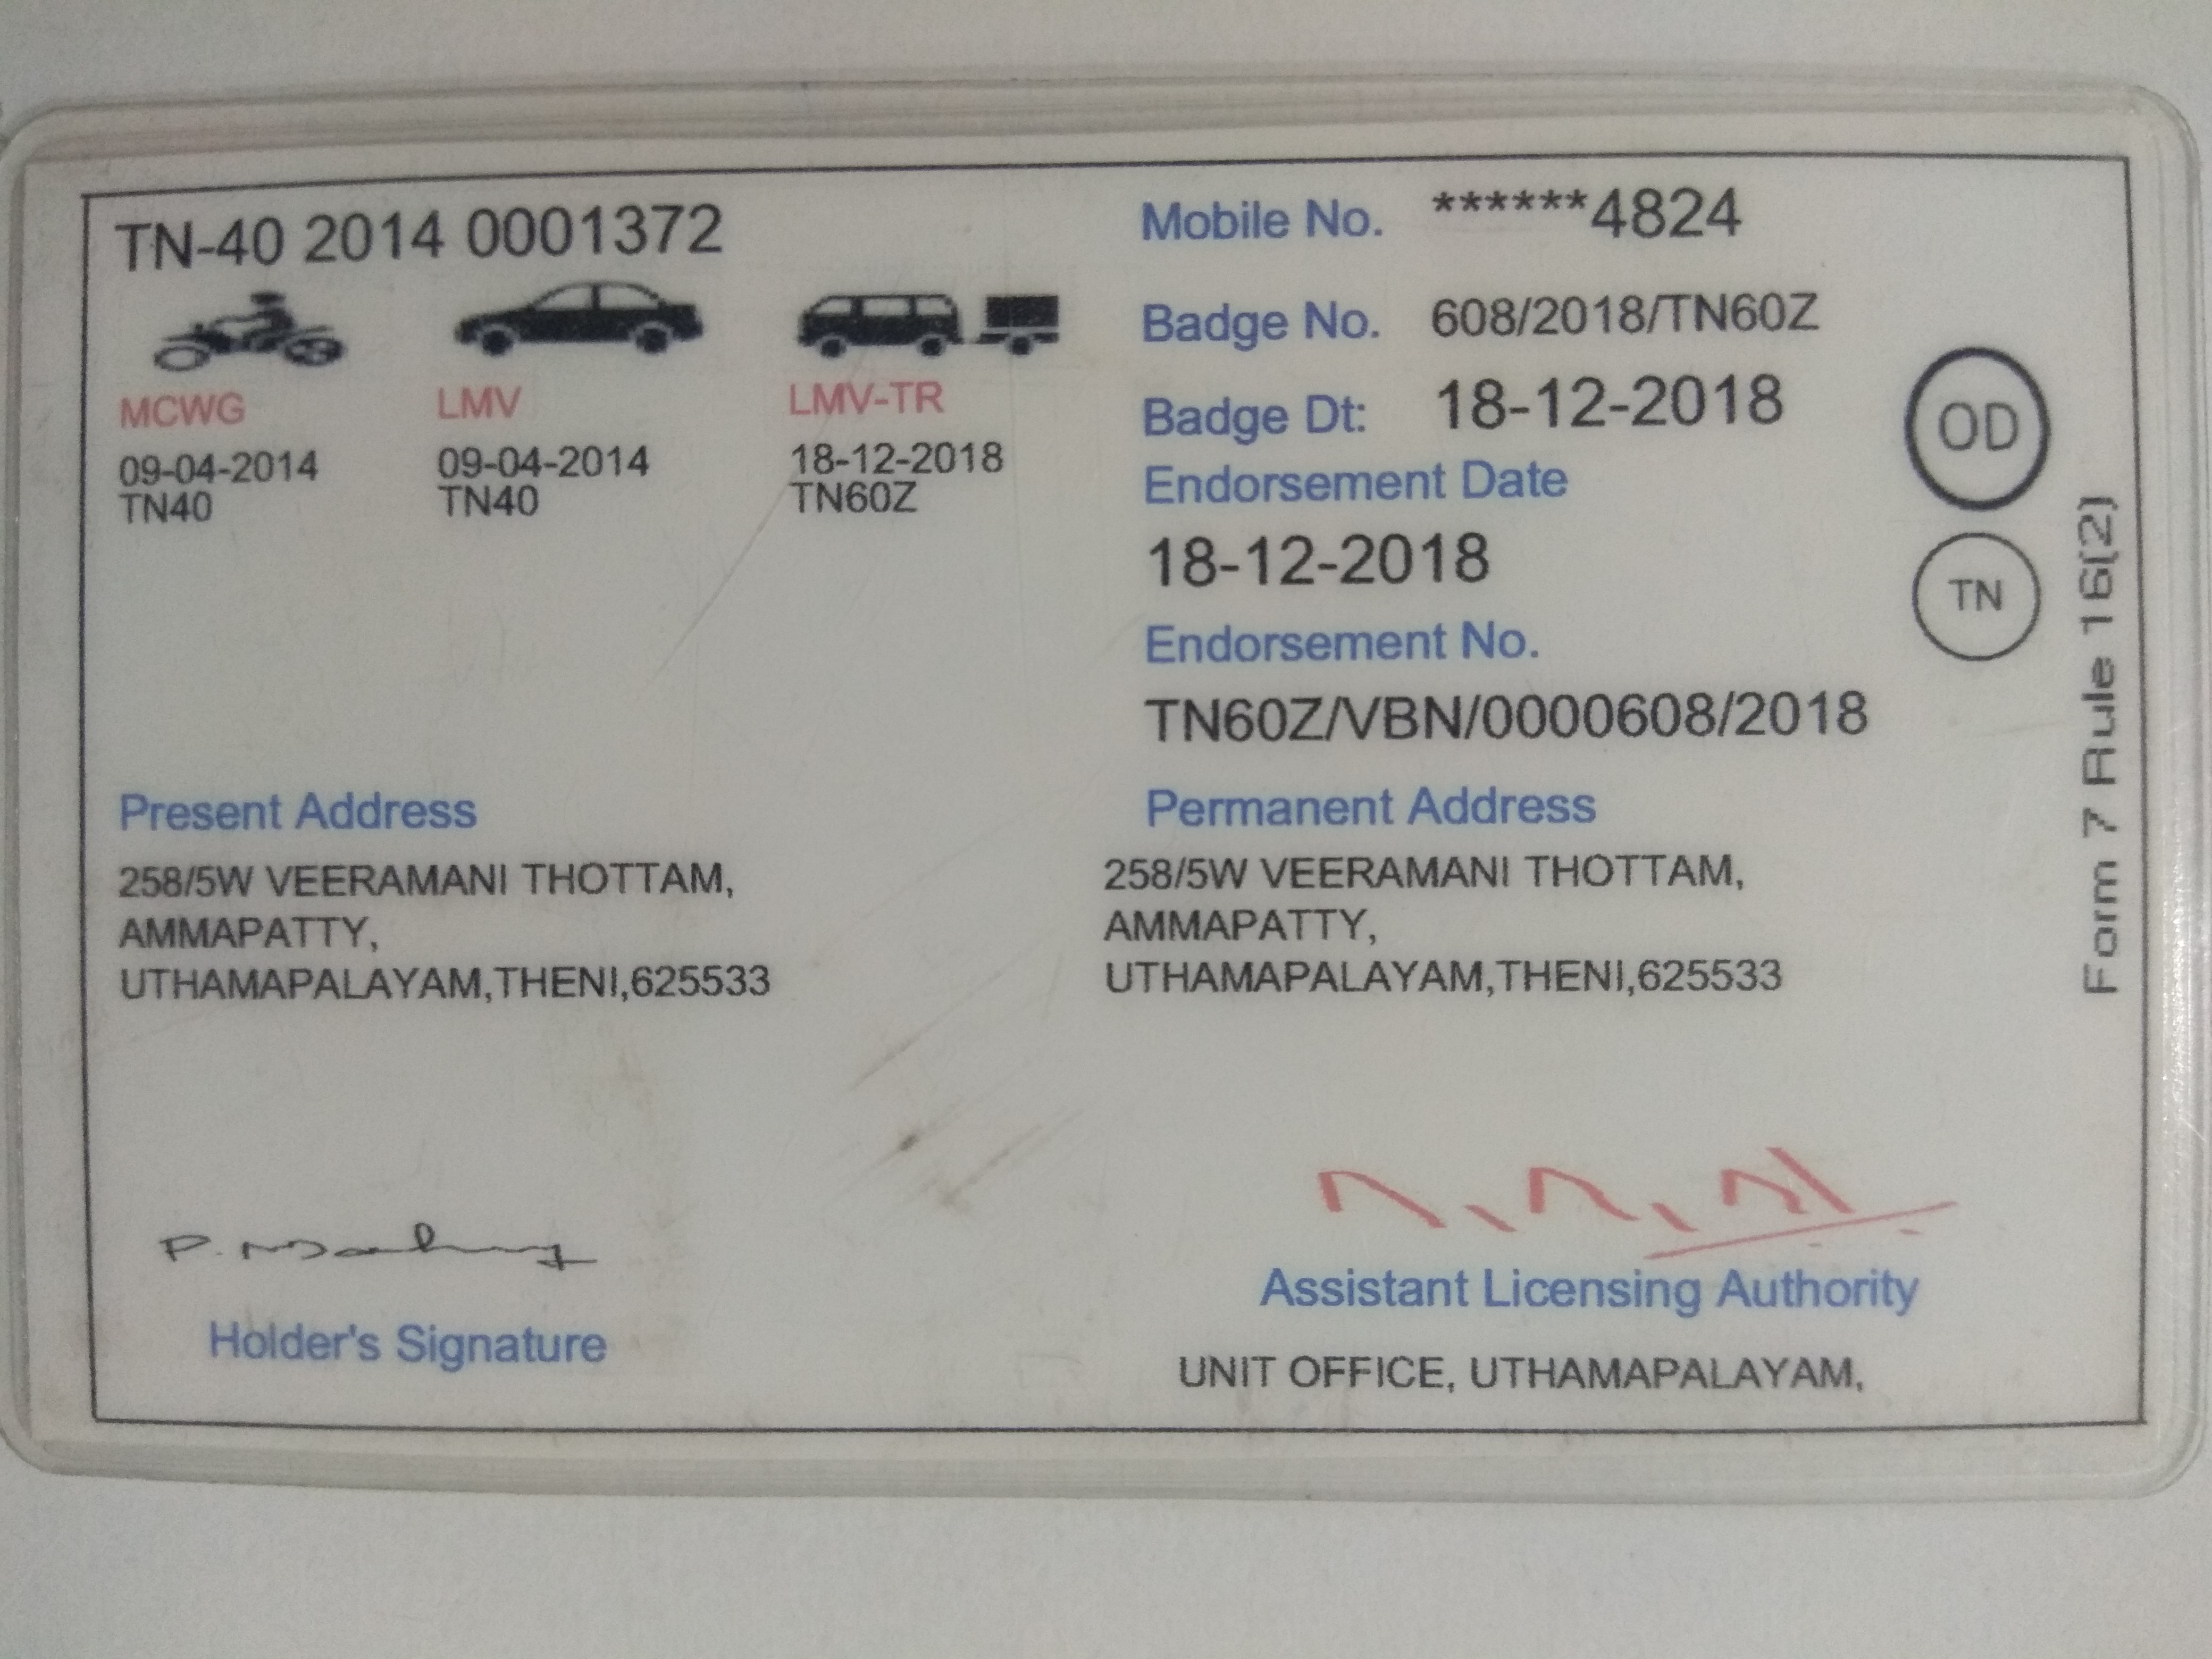 TN-40 2014 0001372
MCWG LMV LMV-TR
09-04-2014 09-04-2014 18-12-2018
TN40 TN40 TN60Z
Mobile No. ******4824
Badge No. 608/2018/TN60Z
Badge Dt: 18-12-2018
Endorsement Date
18-12-2018
Endorsement No.
TN60Z/VBN/0000608/2018
OD
TN
Form 7 Rule 16(2)
Present Address
258/5W VEERAMANI THOTTAM,
AMMAPATTY,
UTHAMAPALAYAM,THENI,625533
Permanent Address
258/5W VEERAMANI THOTTAM,
AMMAPATTY,
UTHAMAPALAYAM,THENI,625533
P.
Holder's Signature
Assistant Licensing Authority
UNIT OFFICE, UTHAMAPALAYAM,